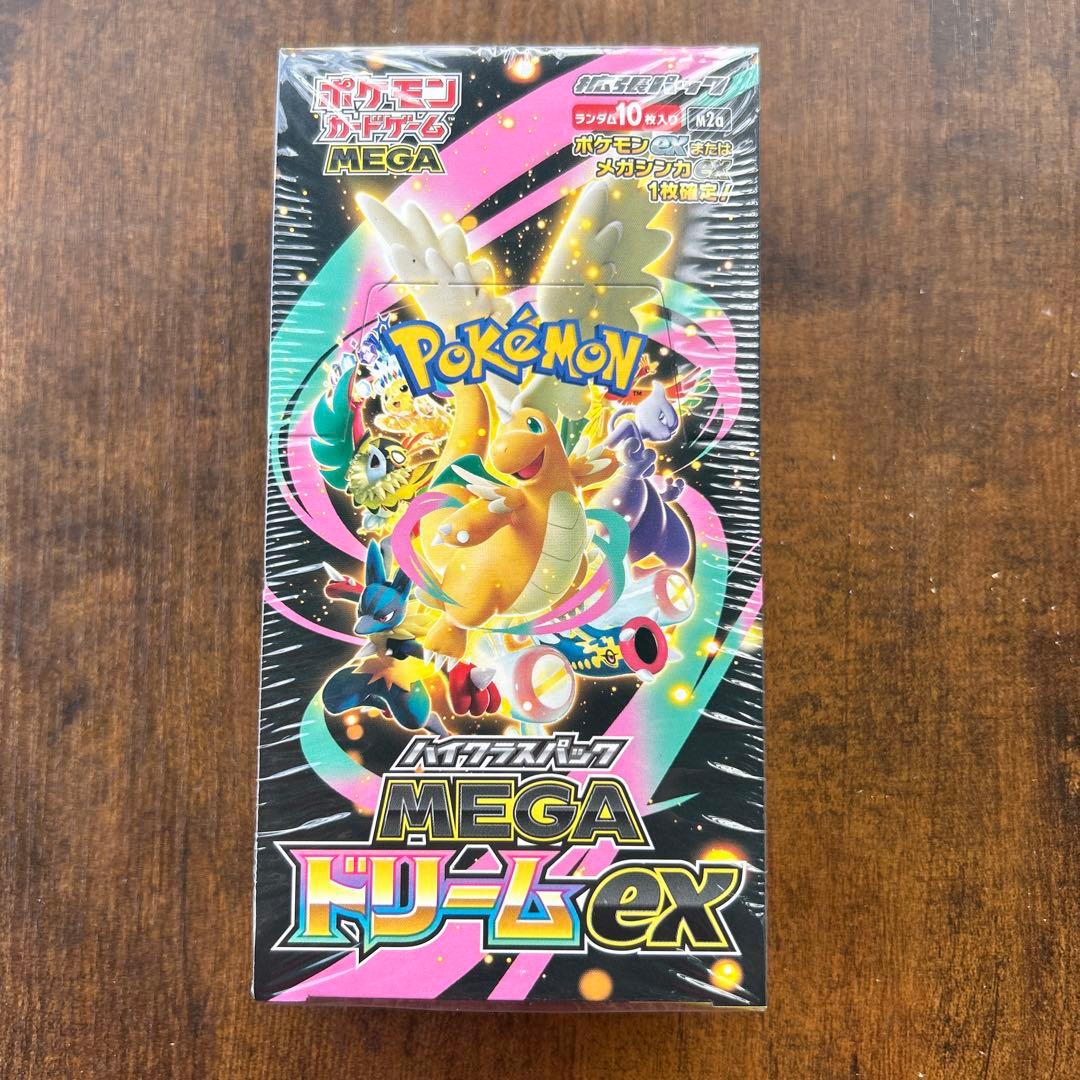 ポケモン
カードゲーム
MEGA
拡張パック
ランダム10枚入り
M2a
ポケモンexまたは
メガシンカex
1枚確定!
POKéMON
TM
ハイクラスパック
MEGA
ドリームex